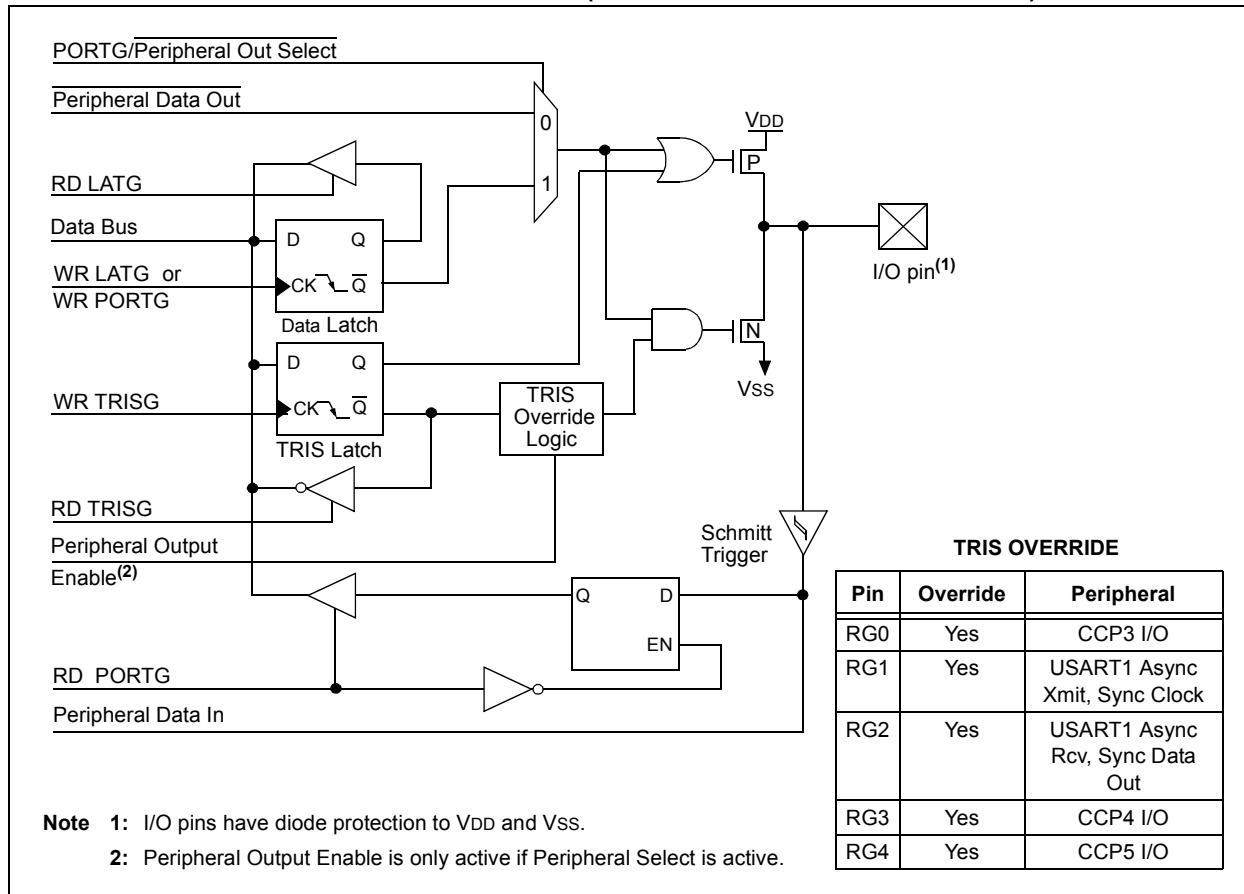 PORTG/Peripheral Out Select
Peripheral Data Out
0
1
VDD
P
RD LATG
Data Bus
D Q
WR LATG or
WR PORTG
CK Q
Data Latch
I/O pin(1)
N
VSS
D Q
WR TRISG
CK Q
TRIS Latch
TRIS
Override
Logic
RD TRISG
Peripheral Output
Enable(2)
Schmitt
Trigger
Q D
EN
RD PORTG
Peripheral Data In
TRIS OVERRIDE
Pin Override Peripheral
RG0 Yes CCP3 I/O
RG1 Yes USART1 Async
Xmit, Sync Clock
RG2 Yes USART1 Async
Rcv, Sync Data
Out
RG3 Yes CCP4 I/O
RG4 Yes CCP5 I/O
Note 1: I/O pins have diode protection to VDD and VSS.
2: Peripheral Output Enable is only active if Peripheral Select is active.